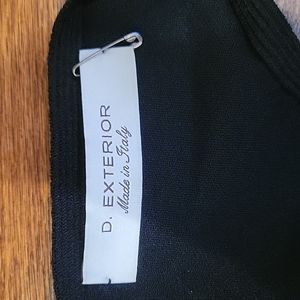 D. EXTERIOR
Made in Italy